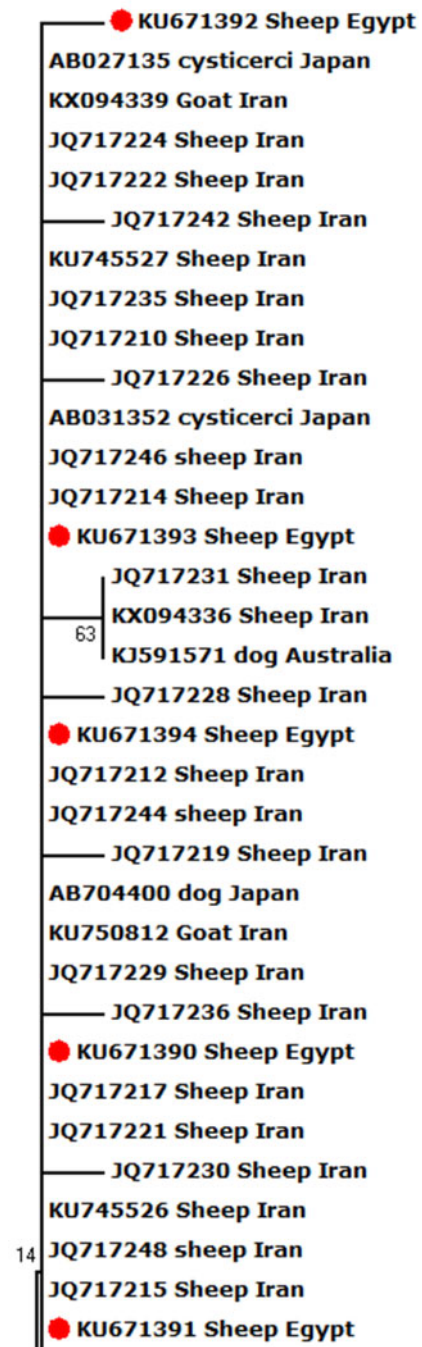 KU671392 Sheep Egypt
AB027135 cysticerci Japan
KX094339 Goat Iran
JQ717224 Sheep Iran
JQ717222 Sheep Iran
JQ717242 Sheep Iran
KU745527 Sheep Iran
JQ717235 Sheep Iran
JQ717210 Sheep Iran
JQ717226 Sheep Iran
AB031352 cysticerci Japan
JQ717246 sheep Iran
JQ717214 Sheep Iran
KU671393 Sheep Egypt
JQ717231 Sheep Iran
KX094336 Sheep Iran
63
KJ591571 dog Australia
JQ717228 Sheep Iran
KU671394 Sheep Egypt
JQ717212 Sheep Iran
JQ717244 sheep Iran
JQ717219 Sheep Iran
AB704400 dog Japan
KU750812 Goat Iran
JQ717229 Sheep Iran
JQ717236 Sheep Iran
KU671390 Sheep Egypt
JQ717217 Sheep Iran
JQ717221 Sheep Iran
JQ717230 Sheep Iran
KU745526 Sheep Iran
14
JQ717248 sheep Iran
JQ717215 Sheep Iran
KU671391 Sheep Egypt